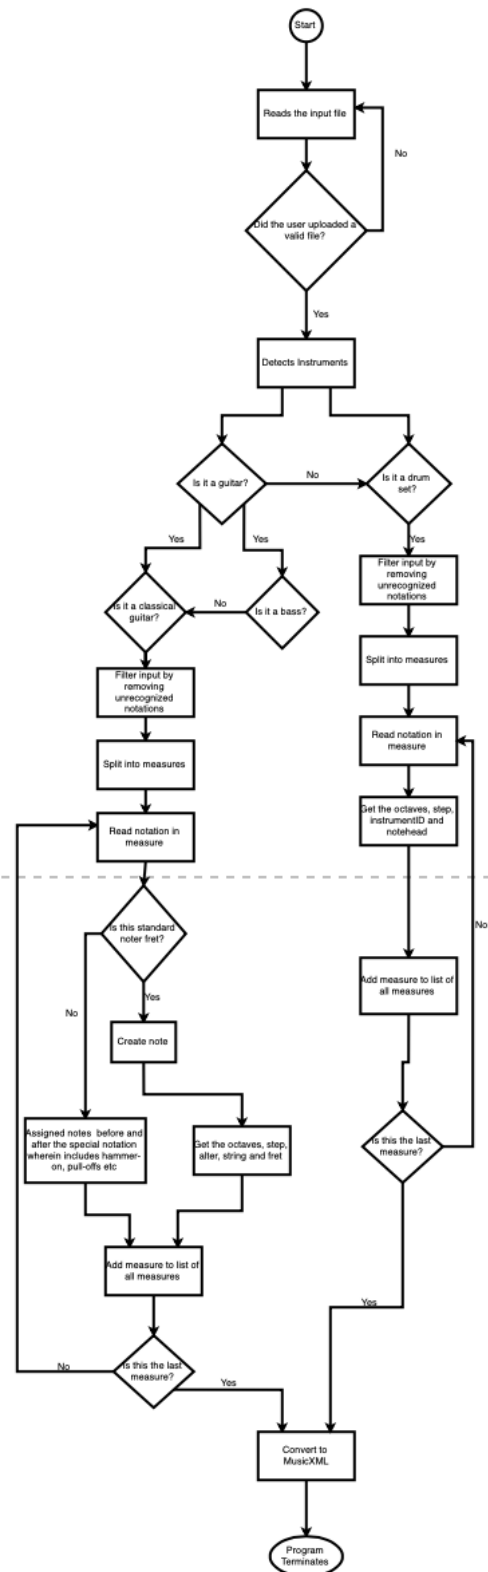 Start
Reads the input file
No
Did the user uploaded a
valid file?
Yes
Detects Instruments
Is it a guitar?
No
Is it a drum
set?
Yes
Yes
Yes
Is it a classical
guitar?
No
Is it a bass?
Filter input by
removing
unrecognized
notations
Filter input by
removing
unrecognized
notations
Split into measures
Split into measures
Read notation in
measure
Read notation in
measure
Get the octaves, step,
instrumentID and
notehead
Is this standard
noter fret?
No
No
Yes
Add measure to list of
all measures
Create note
Assigned notes before and
after the special notation
wherein includes hammer-
on, pull-offs etc
Get the octaves, step,
alter, string and fret
Is this the last
measure?
Add measure to list of
all measures
Yes
Is this the last
measure?
No
Yes
Convert to
MusicXML
Program
Terminates